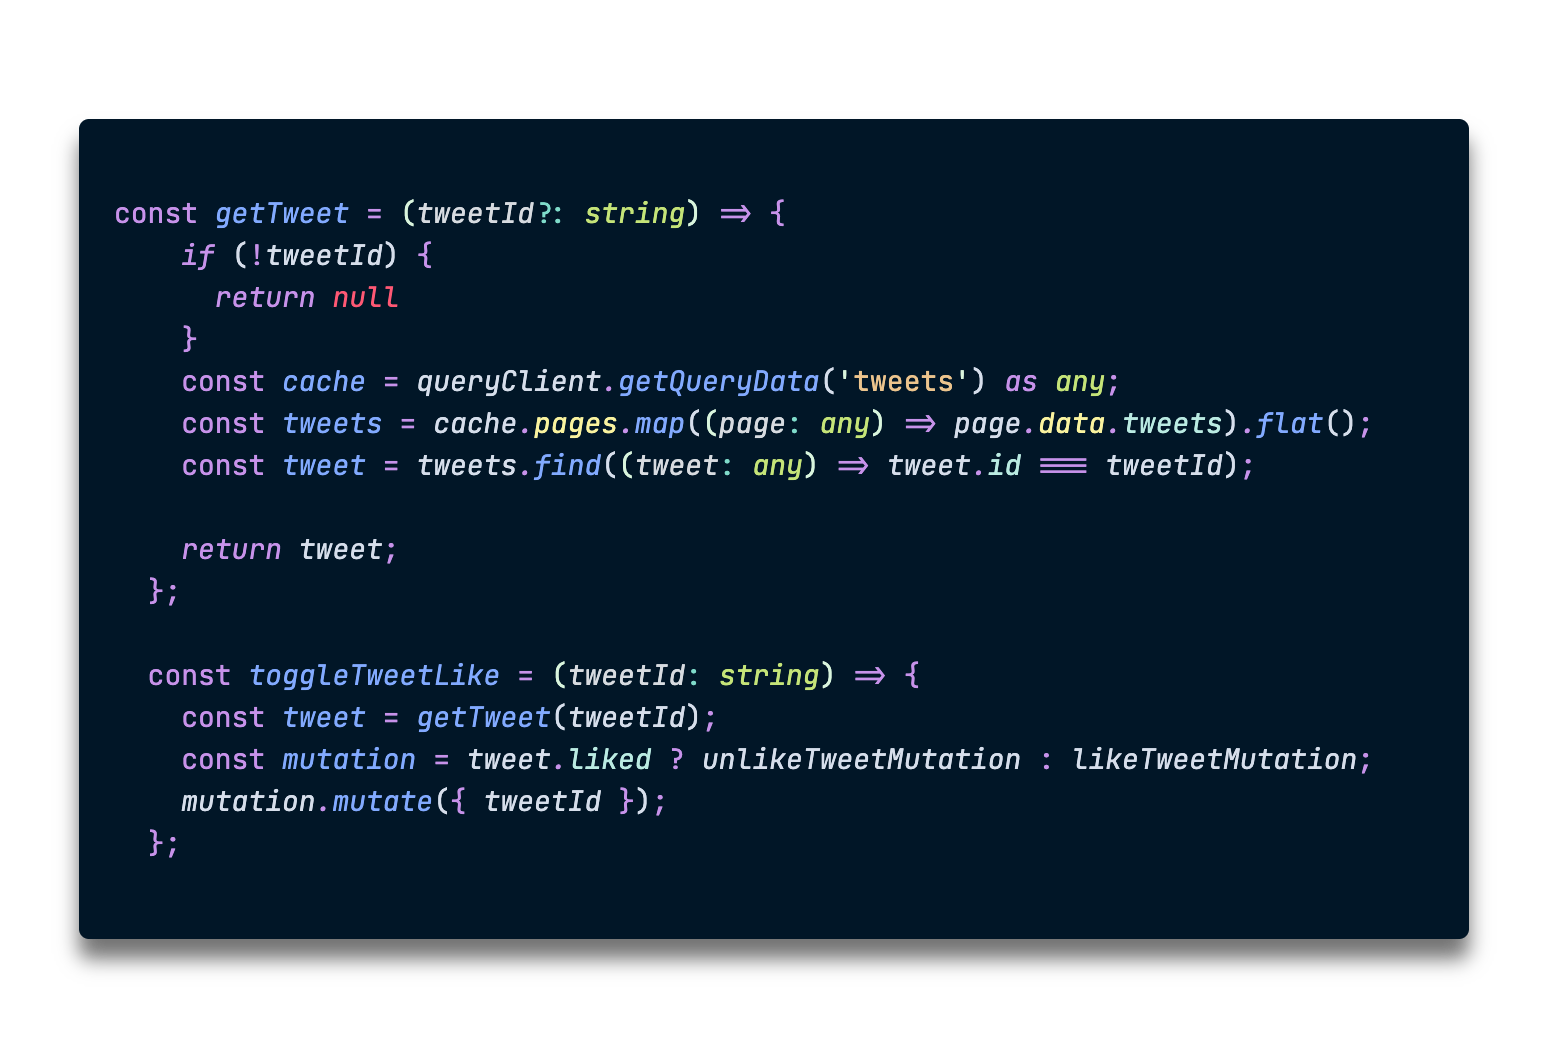 const getTweet = (tweetId?: string) => {
    if (!tweetId) {
      return null
    }
    const cache = queryClient.getQueryData('tweets') as any;
    const tweets = cache.pages.map((page: any) => page.data.tweets).flat();
    const tweet = tweets.find((tweet: any) => tweet.id === tweetId);

    return tweet;
  };

  const toggleTweetLike = (tweetId: string) => {
    const tweet = getTweet(tweetId);
    const mutation = tweet.liked ? unlikeTweetMutation : likeTweetMutation;
    mutation.mutate({ tweetId });
  };